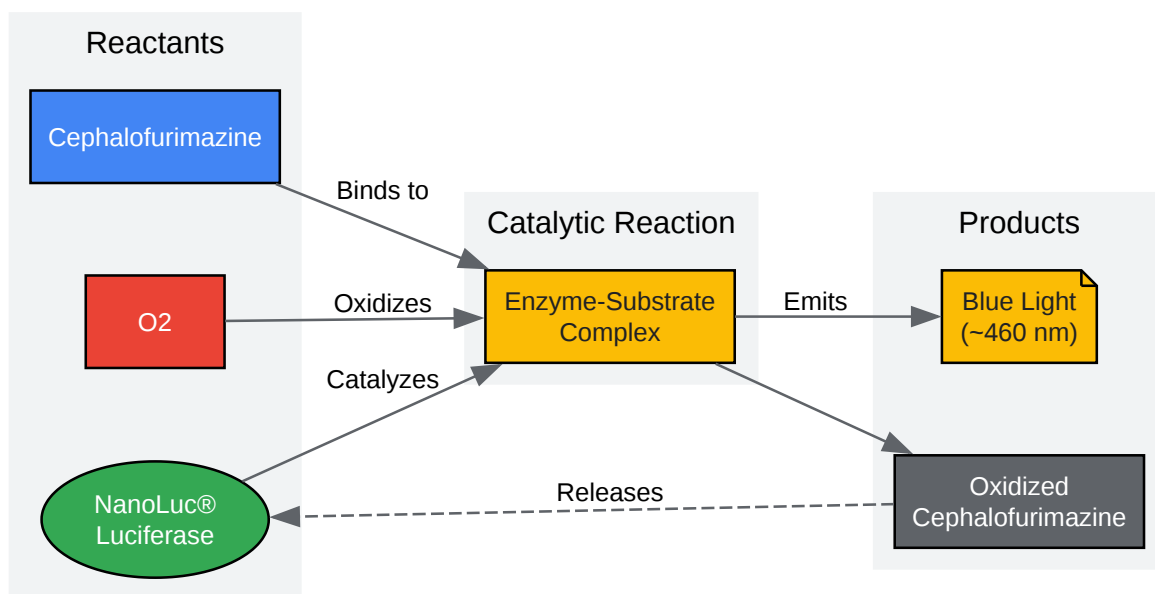 Reactants
Cephalofurimazine
Binds to
Catalytic Reaction
Products
O2
Oxidizes
Enzyme-Substrate
Complex
Emits
Blue Light
(~460 nm)
Catalyzes
NanoLuc®
Luciferase
Releases
Oxidized
Cephalofurimazine